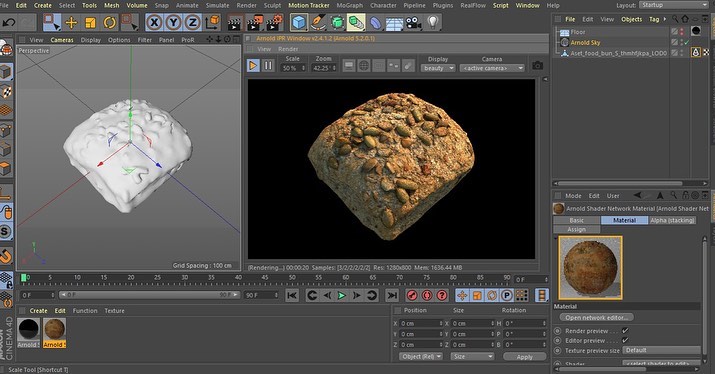 Edit Create Select Tools Mesh Volume Snap Animate Simulate Render Sculpt Motion Tracker MoGraph Character Pipeline Plugins RealFlow Script Window
Layout: Startup
View Cameras Display Options Filter Panel ProR
Perspective
Grid Spacing : 100 cm
Arnold IPR Window v2.4.1.2 (Arnold 5.2.0.1)
View Render
Scale
50 %
Zoom
42.25°
Display
beauty
Camera
<active camera>
[Rendering...] 00:00:20 Samples: [3/2/2/2/2/2] Res: 1280x800 Mem: 1636.44 MB
File Edit View Objects Tag
Floor
Arnold Sky
Aset_food_bun_S_thmhfjkpa_LOD0
Mode Edit User
Arnold Shader Network Material [Arnold Shader Net
Basic Material Alpha (stacking)
Assign
Material
Open network editor...
Render preview . . .
Editor preview . . .
Texture preview size Default
Shader <select shader to edit>
0 5 10 15 20 25 30 35 40 45 50 55 60 65 70 75 80 85 90 0 F
0 F 0 F 90 F 90 F
Create Edit Function Texture
Arnold S Arnold S
Position Size Rotation
X 0 cm X 0 cm H 0 °
Y 0 cm Y 0 cm P 0 °
Z 0 cm Z 0 cm B 0 °
Object (Rel) Size Apply
CINEMA 4D
Scale Tool [Shortcut T]